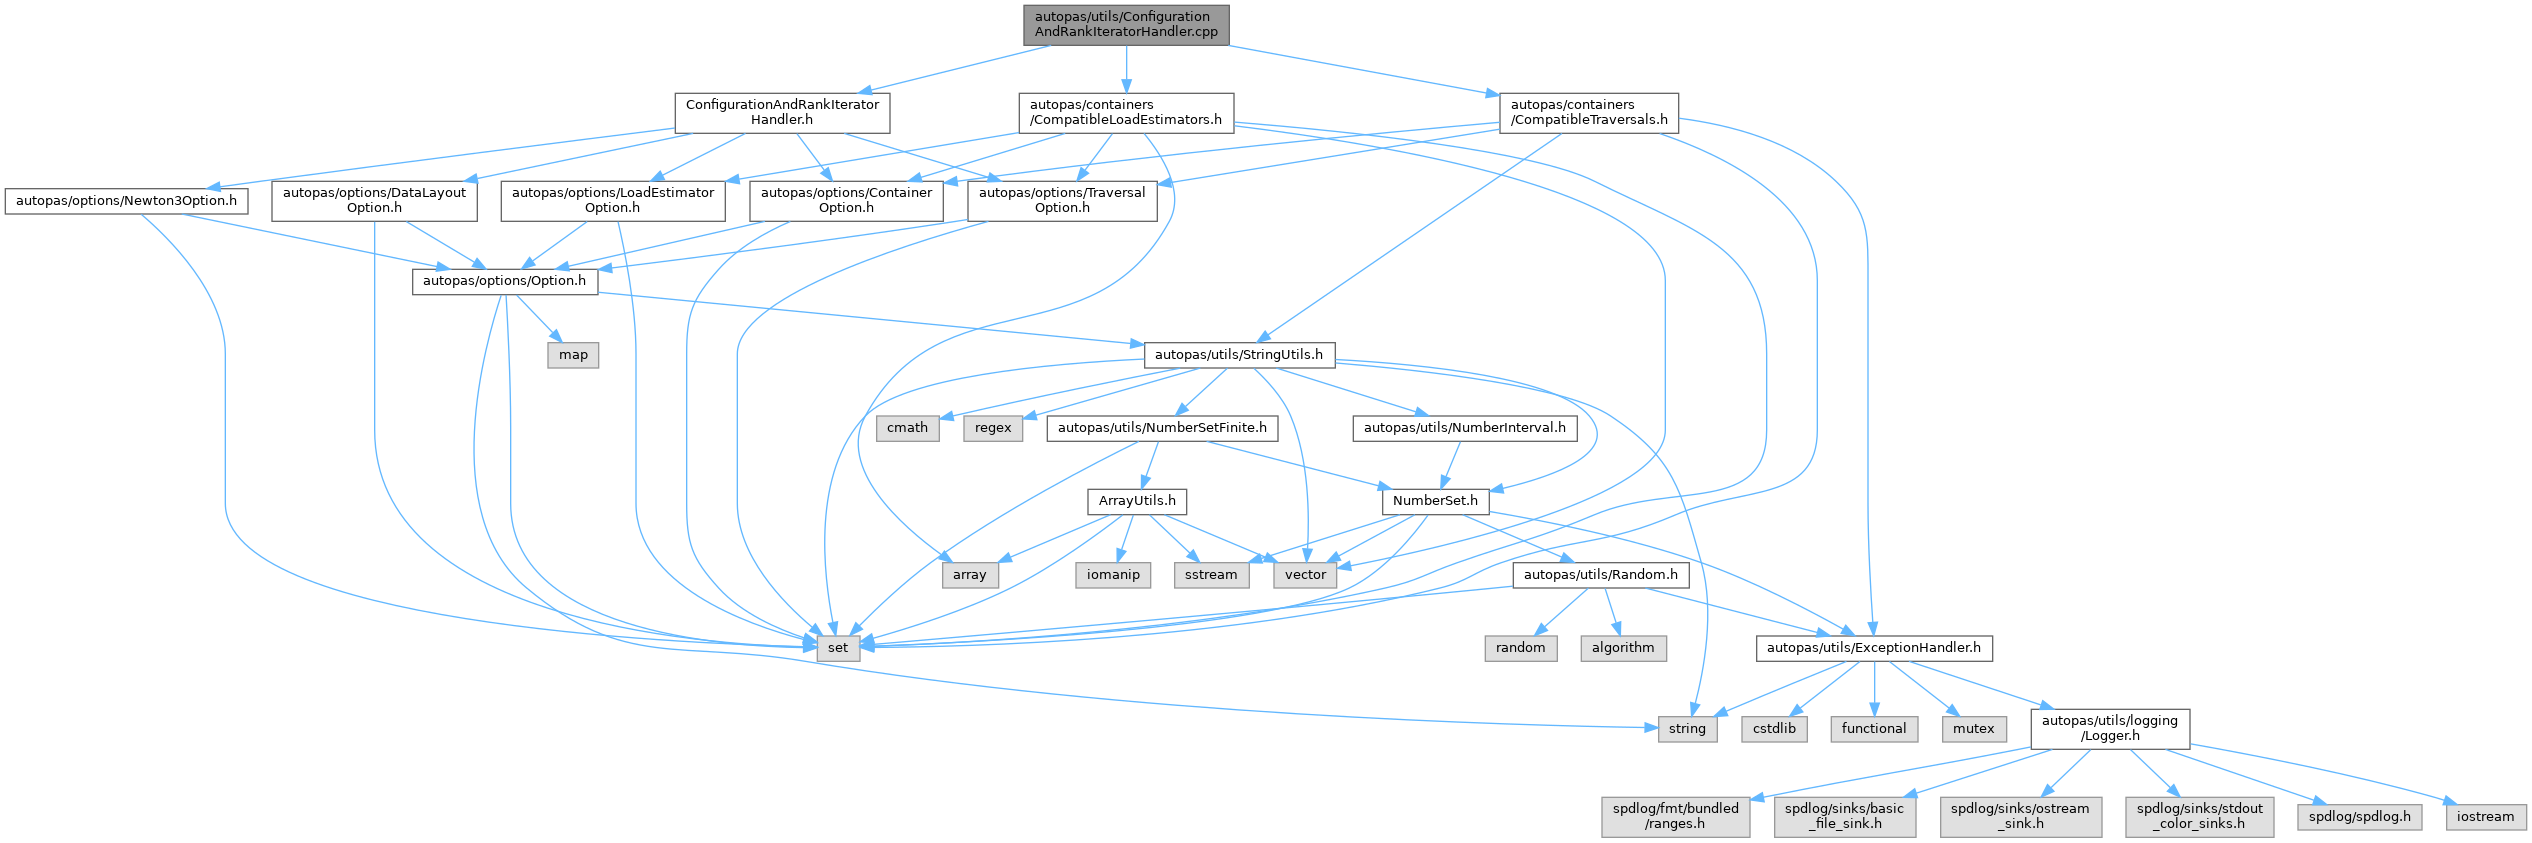 autopas/utils/Configuration
AndRankIteratorHandler.cpp
ConfigurationAndRankIterator
Handler.h
autopas/containers
/CompatibleLoadEstimators.h
autopas/containers
/CompatibleTraversals.h
autopas/options/Newton3Option.h
autopas/options/DataLayout
Option.h
autopas/options/LoadEstimator
Option.h
autopas/options/Container
Option.h
autopas/options/Traversal
Option.h
autopas/options/Option.h
map
autopas/utils/StringUtils.h
cmath
regex
autopas/utils/NumberSetFinite.h
autopas/utils/NumberInterval.h
ArrayUtils.h
NumberSet.h
array
iomanip
sstream
vector
autopas/utils/Random.h
set
random
algorithm
autopas/utils/ExceptionHandler.h
string
cstdlib
functional
mutex
autopas/utils/logging
/Logger.h
spdlog/fmt/bundled
/ranges.h
spdlog/sinks/basic
_file_sink.h
spdlog/sinks/ostream
_sink.h
spdlog/sinks/stdout
_color_sinks.h
spdlog/spdlog.h
iostream